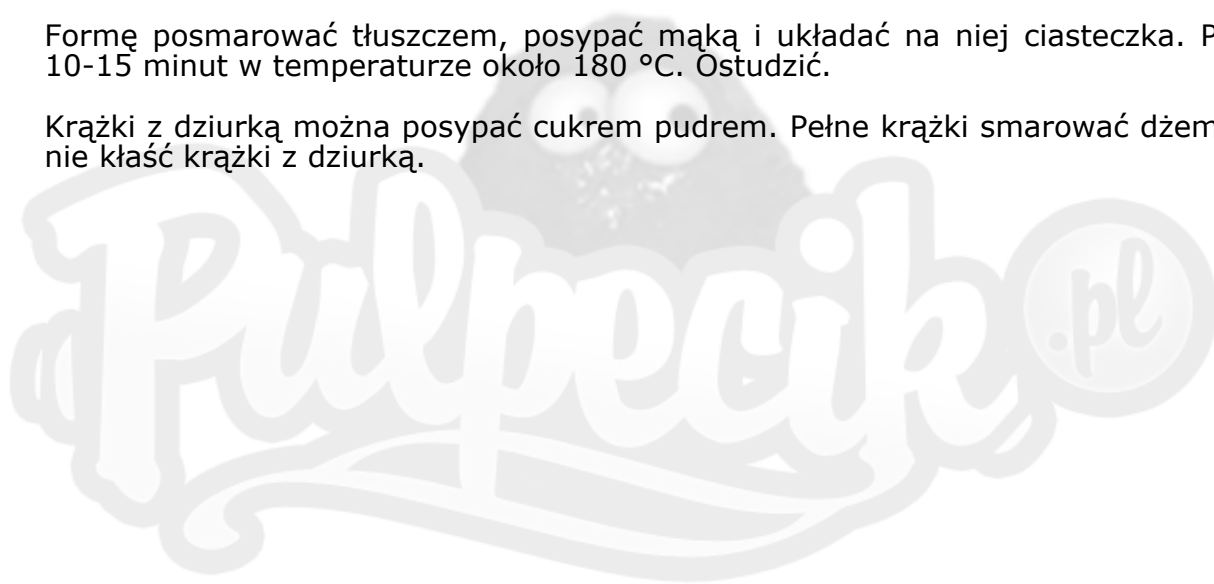 Formę posmarować tłuszczem, posypać mąką i układać na niej ciasteczka. P
10-15 minut w temperaturze około 180 °C. Ostudzić.
Krążki z dziurką można posypać cukrem pudrem. Pełne krążki smarować dżem
nie kłaść krążki z dziurką.
Pulpecik.pl